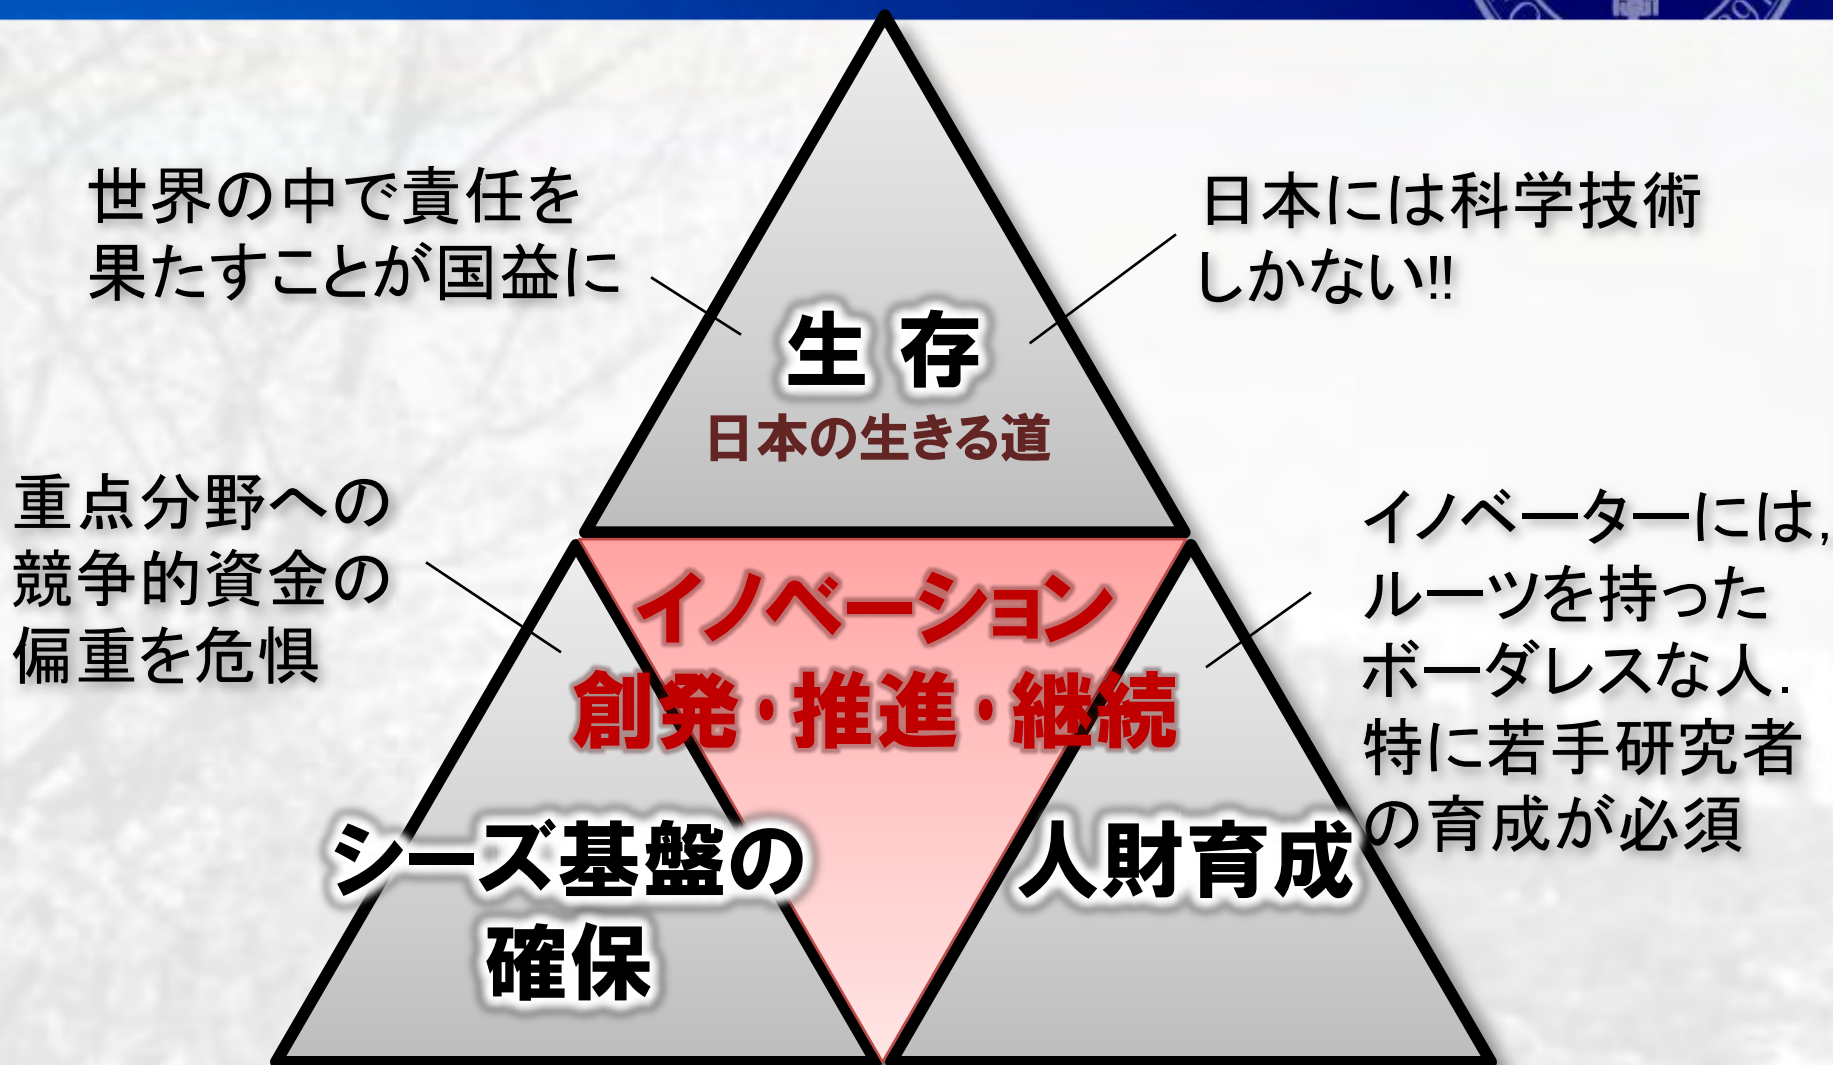 世界の中で責任を
果たすことが国益に
日本には科学技術
しかない!!
生 存
日本の生きる道
重点分野への
競争的資金の
偏重を危惧
イノベーターには,
ルーツを持った
ボーダレスな人.
特に若手研究者
の育成が必須
イノベーション
創発・推進・継続
シーズ基盤の
確保
人財育成